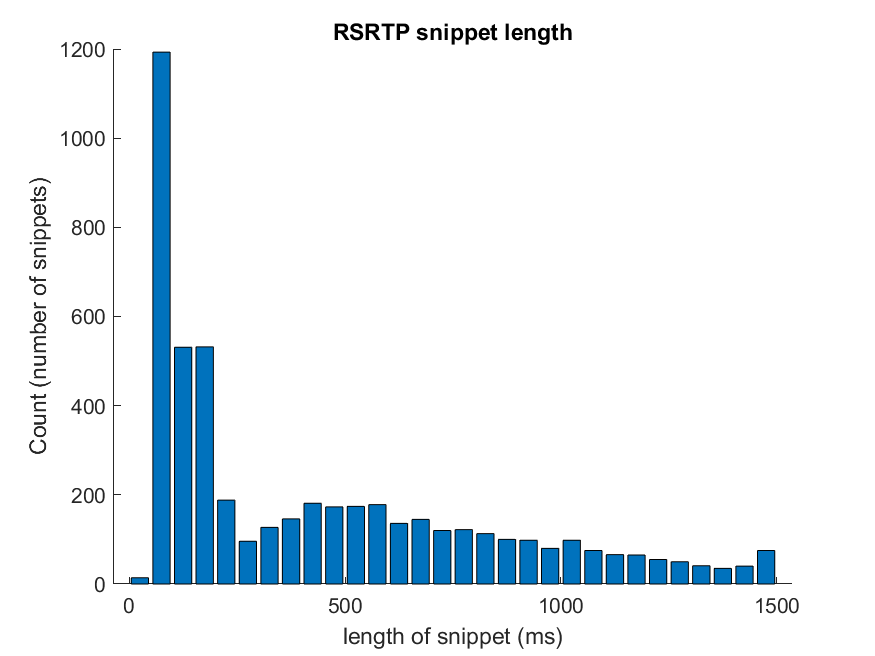 RSRTP snippet length
Count (number of snippets)
1200
1000
800
600
400
200
0
0 500 1000 1500
length of snippet (ms)